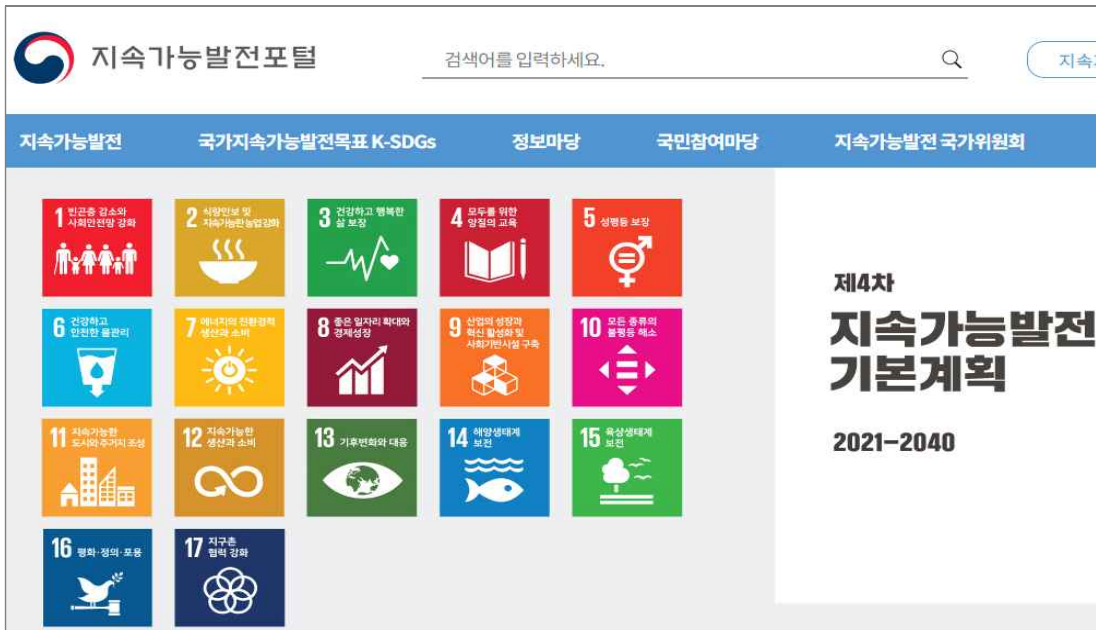 지속가능발전포털
검색어를 입력하세요.
지속
지속가능발전
국가지속가능발전목표 K-SDGs
정보마당
국민참여마당
지속가능발전 국가위원회
1 빈곤층 감소와
사회안전망 강화
2 식량안보 및
지속가능한 농업강화
3 건강하고 행복한
삶 보장
4 모두를 위한
양질의 교육
5 성평등 보장
6 건강하고
안전한 물관리
7 에너지의 친환경적
생산과 소비
8 좋은 일자리 확대와
경제성장
9 산업의 성장과
혁신 활성화 및
사회기반시설 구축
10 모든 종류의
불평등 해소
11 지속가능한
도시와 주거지 조성
12 지속가능한
생산과 소비
13 기후변화와 대응
14 해양생태계
보전
15 육상생태계
보전
16 평화·정의·포용
17 지구촌
협력 강화
제4차
지속가능발전
기본계획
2021-2040